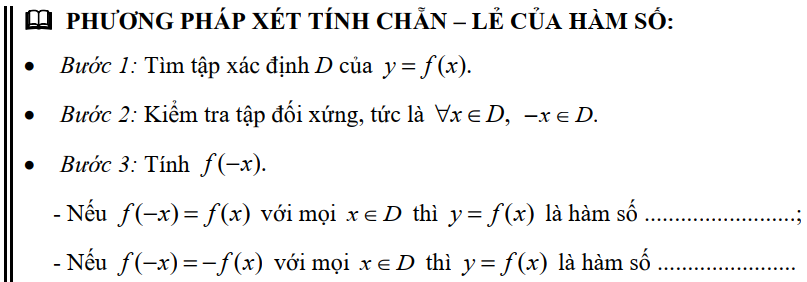 📖 PHƯƠNG PHÁP XÉT TÍNH CHẴN – LẺ CỦA HÀM SỐ:
• Bước 1: Tìm tập xác định D của y = f(x).
• Bước 2: Kiểm tra tập đối xứng, tức là ∀x ∈ D, −x ∈ D.
• Bước 3: Tính f(−x).
- Nếu f(−x) = f(x) với mọi x ∈ D thì y = f(x) là hàm số ..........................;
- Nếu f(−x) = −f(x) với mọi x ∈ D thì y = f(x) là hàm số ........................